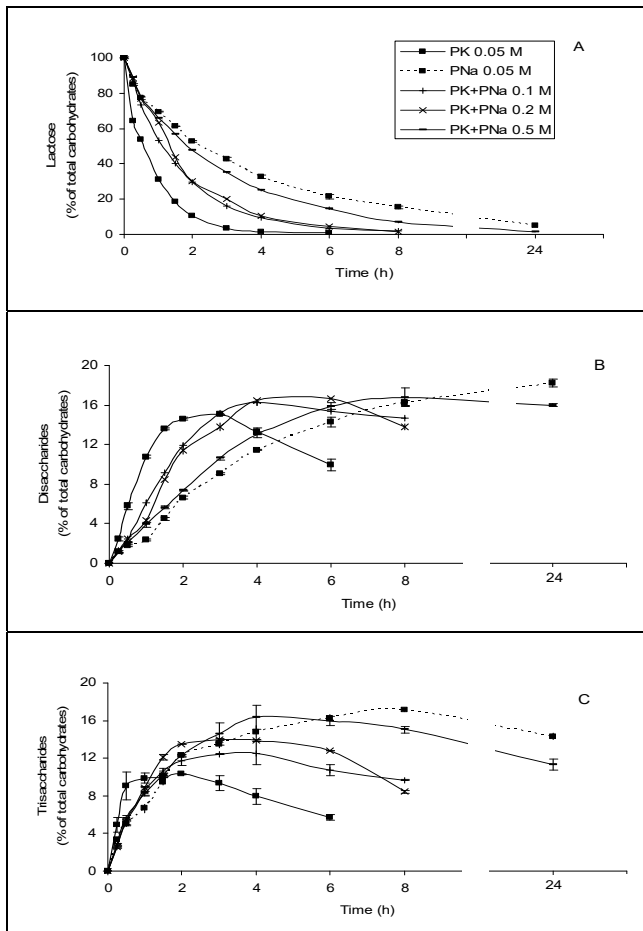 A
100
80
60
40
20
0
Lactose
(% of total carbohydrates)
PK 0.05 M
PNa 0.05 M
PK+PNa 0.1 M
PK+PNa 0.2 M
PK+PNa 0.5 M
0 2 4 6 8 24
Time (h)
B
20
16
12
8
4
0
Disaccharides
(% of total carbohydrates)
0 2 4 6 8 24
Time (h)
C
20
16
12
8
4
0
Trisaccharides
(% of total carbohydrates)
0 2 4 6 8 24
Time (h)